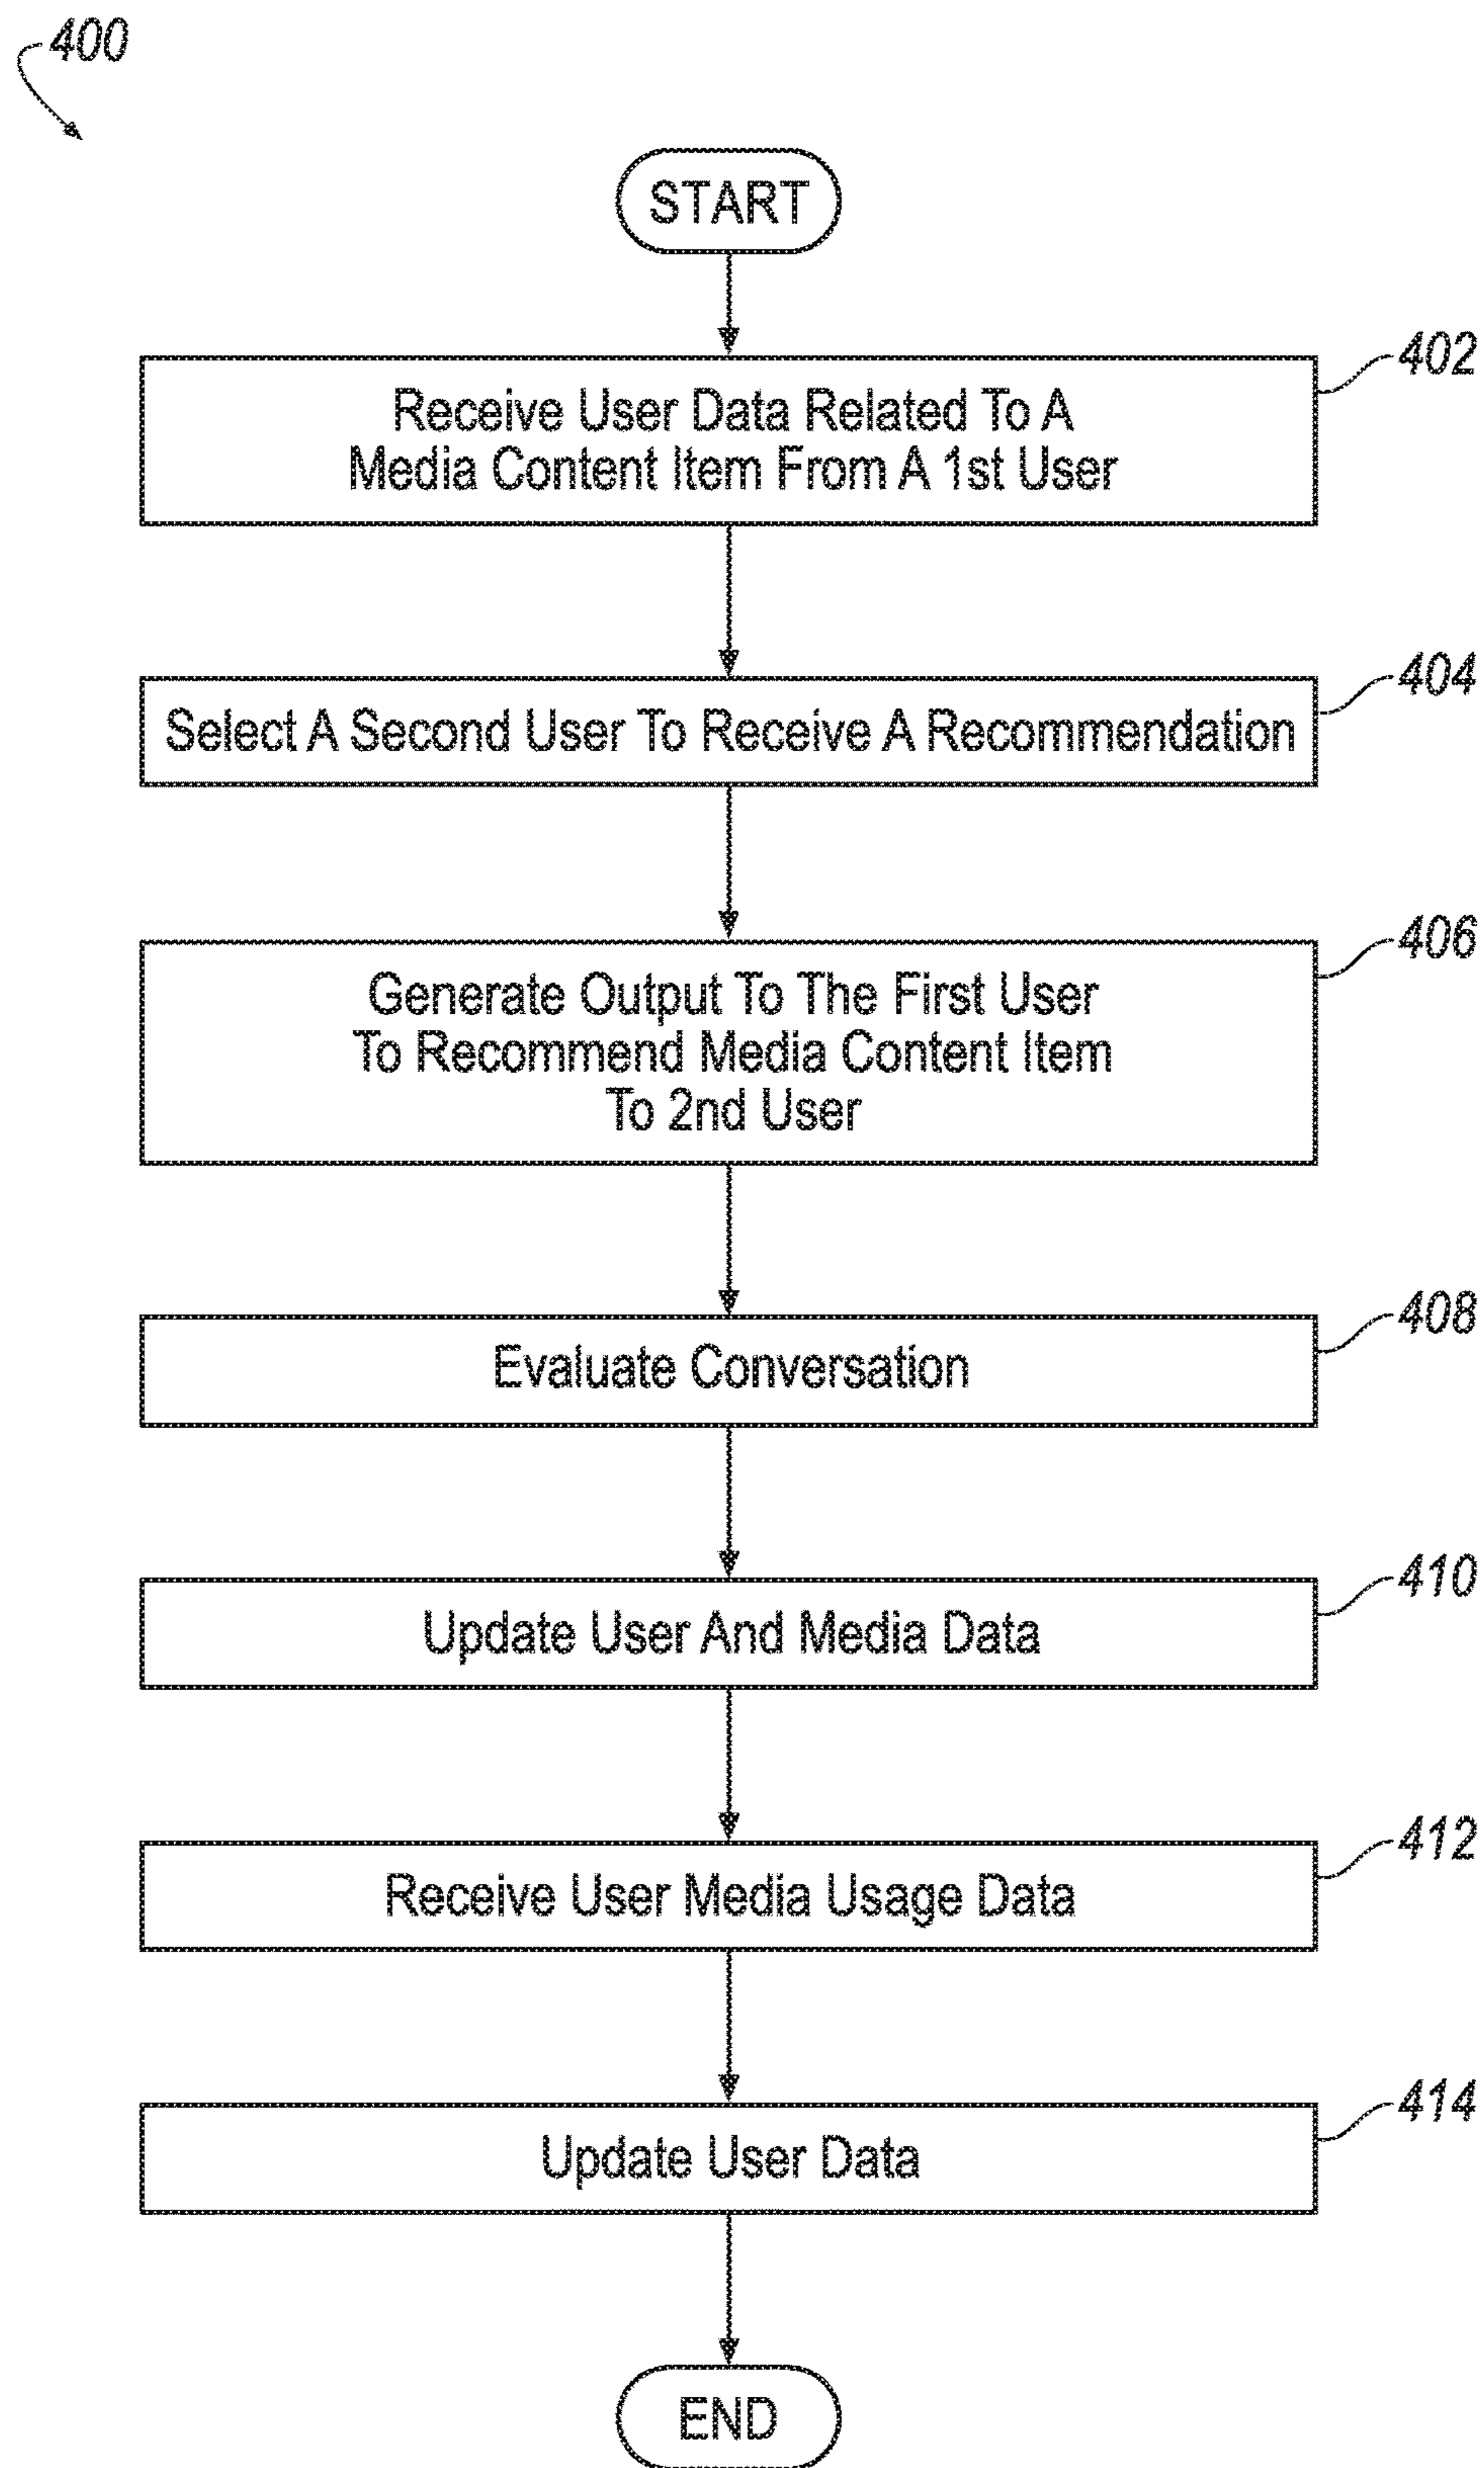 400
START
402
Receive User Data Related To A
Media Content Item From A 1st User
404
Select A Second User To Receive A Recommendation
406
Generate Output To The First User
To Recommend Media Content Item
To 2nd User
408
Evaluate Conversation
410
Update User And Media Data
412
Receive User Media Usage Data
414
Update User Data
END